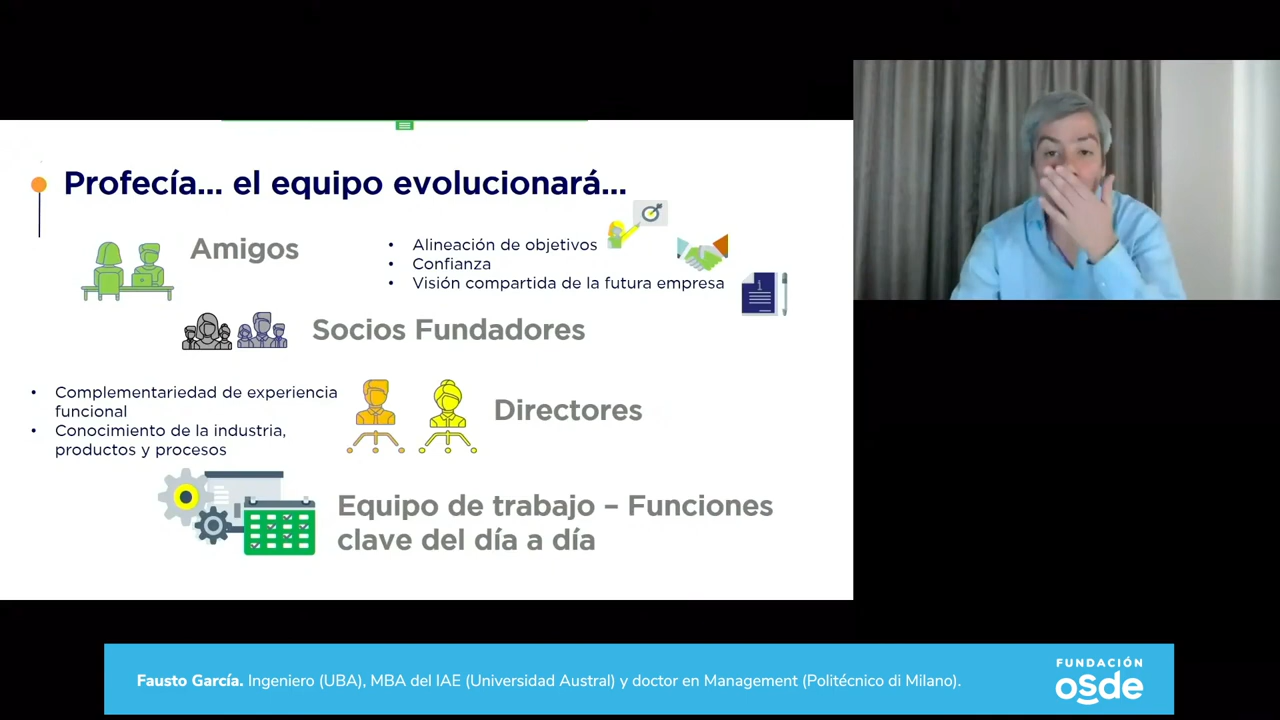 Profecía... el equipo evolucionará...
Amigos
• Alineación de objetivos
• Confianza
• Visión compartida de la futura empresa
Socios Fundadores
• Complementariedad de experiencia
funcional
• Conocimiento de la industria,
productos y procesos
Directores
Equipo de trabajo – Funciones
clave del día a día
Fausto García. Ingeniero (UBA), MBA del IAE (Universidad Austral) y doctor en Management (Politécnico di Milano).
FUNDACIÓN
osde